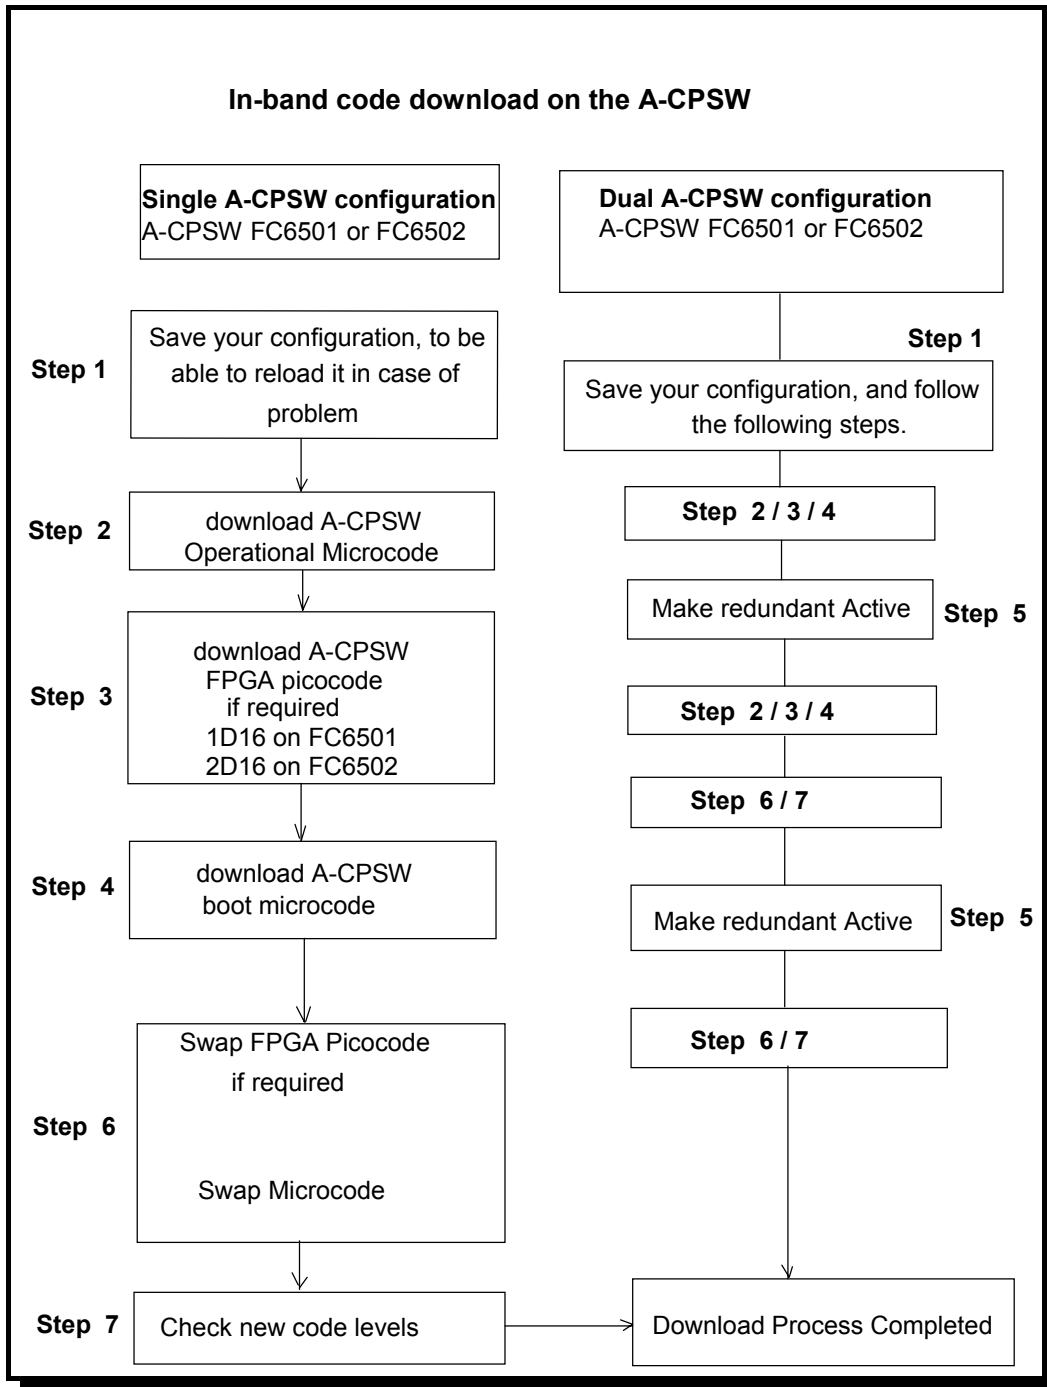 In-band code download on the A-CPSW
Single A-CPSW configuration
A-CPSW FC6501 or FC6502
Step 1
Save your configuration, to be
able to reload it in case of
problem
Step 2
download A-CPSW
Operational Microcode
Step 3
download A-CPSW
FPGA picocode
if required
1D16 on FC6501
2D16 on FC6502
Step 4
download A-CPSW
boot microcode
Step 6
Swap FPGA Picocode
if required
Swap Microcode
Step 7
Check new code levels
Dual A-CPSW configuration
A-CPSW FC6501 or FC6502
Step 1
Save your configuration, and follow
the following steps.
Step 2 / 3 / 4
Make redundant Active
Step 5
Step 2 / 3 / 4
Step 6 / 7
Make redundant Active
Step 5
Step 6 / 7
Download Process Completed